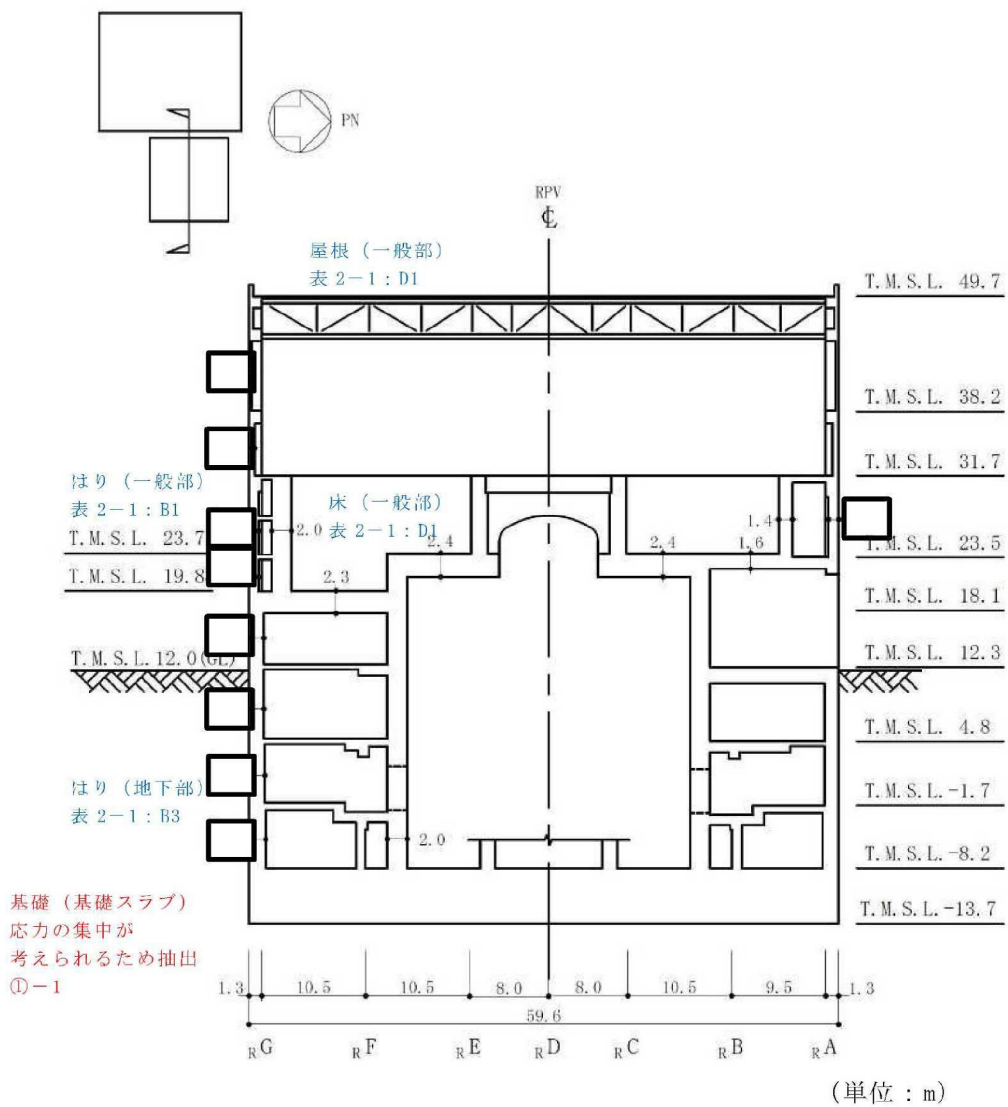 PN
RPV
℄
屋根（一般部）
表 2－1：D1
T.M.S.L. 49.7
T.M.S.L. 38.2
T.M.S.L. 31.7
はり（一般部）
表 2－1：B1
床（一般部）
表 2－1：D1
T.M.S.L. 23.7
2.0
2.4
2.4
1.4
1.6
T.M.S.L. 23.5
T.M.S.L. 19.8
2.3
T.M.S.L. 18.1
T.M.S.L. 12.0(GL)
T.M.S.L. 12.3
T.M.S.L. 4.8
はり（地下部）
表 2－1：B3
T.M.S.L.-1.7
2.0
T.M.S.L.-8.2
基礎（基礎スラブ）
応力の集中が
考えられるため抽出
①－1
T.M.S.L.-13.7
1.3 10.5 10.5 8.0 8.0 10.5 9.5 1.3
59.6
RG RF RE RD RC RB RA
（単位：m）